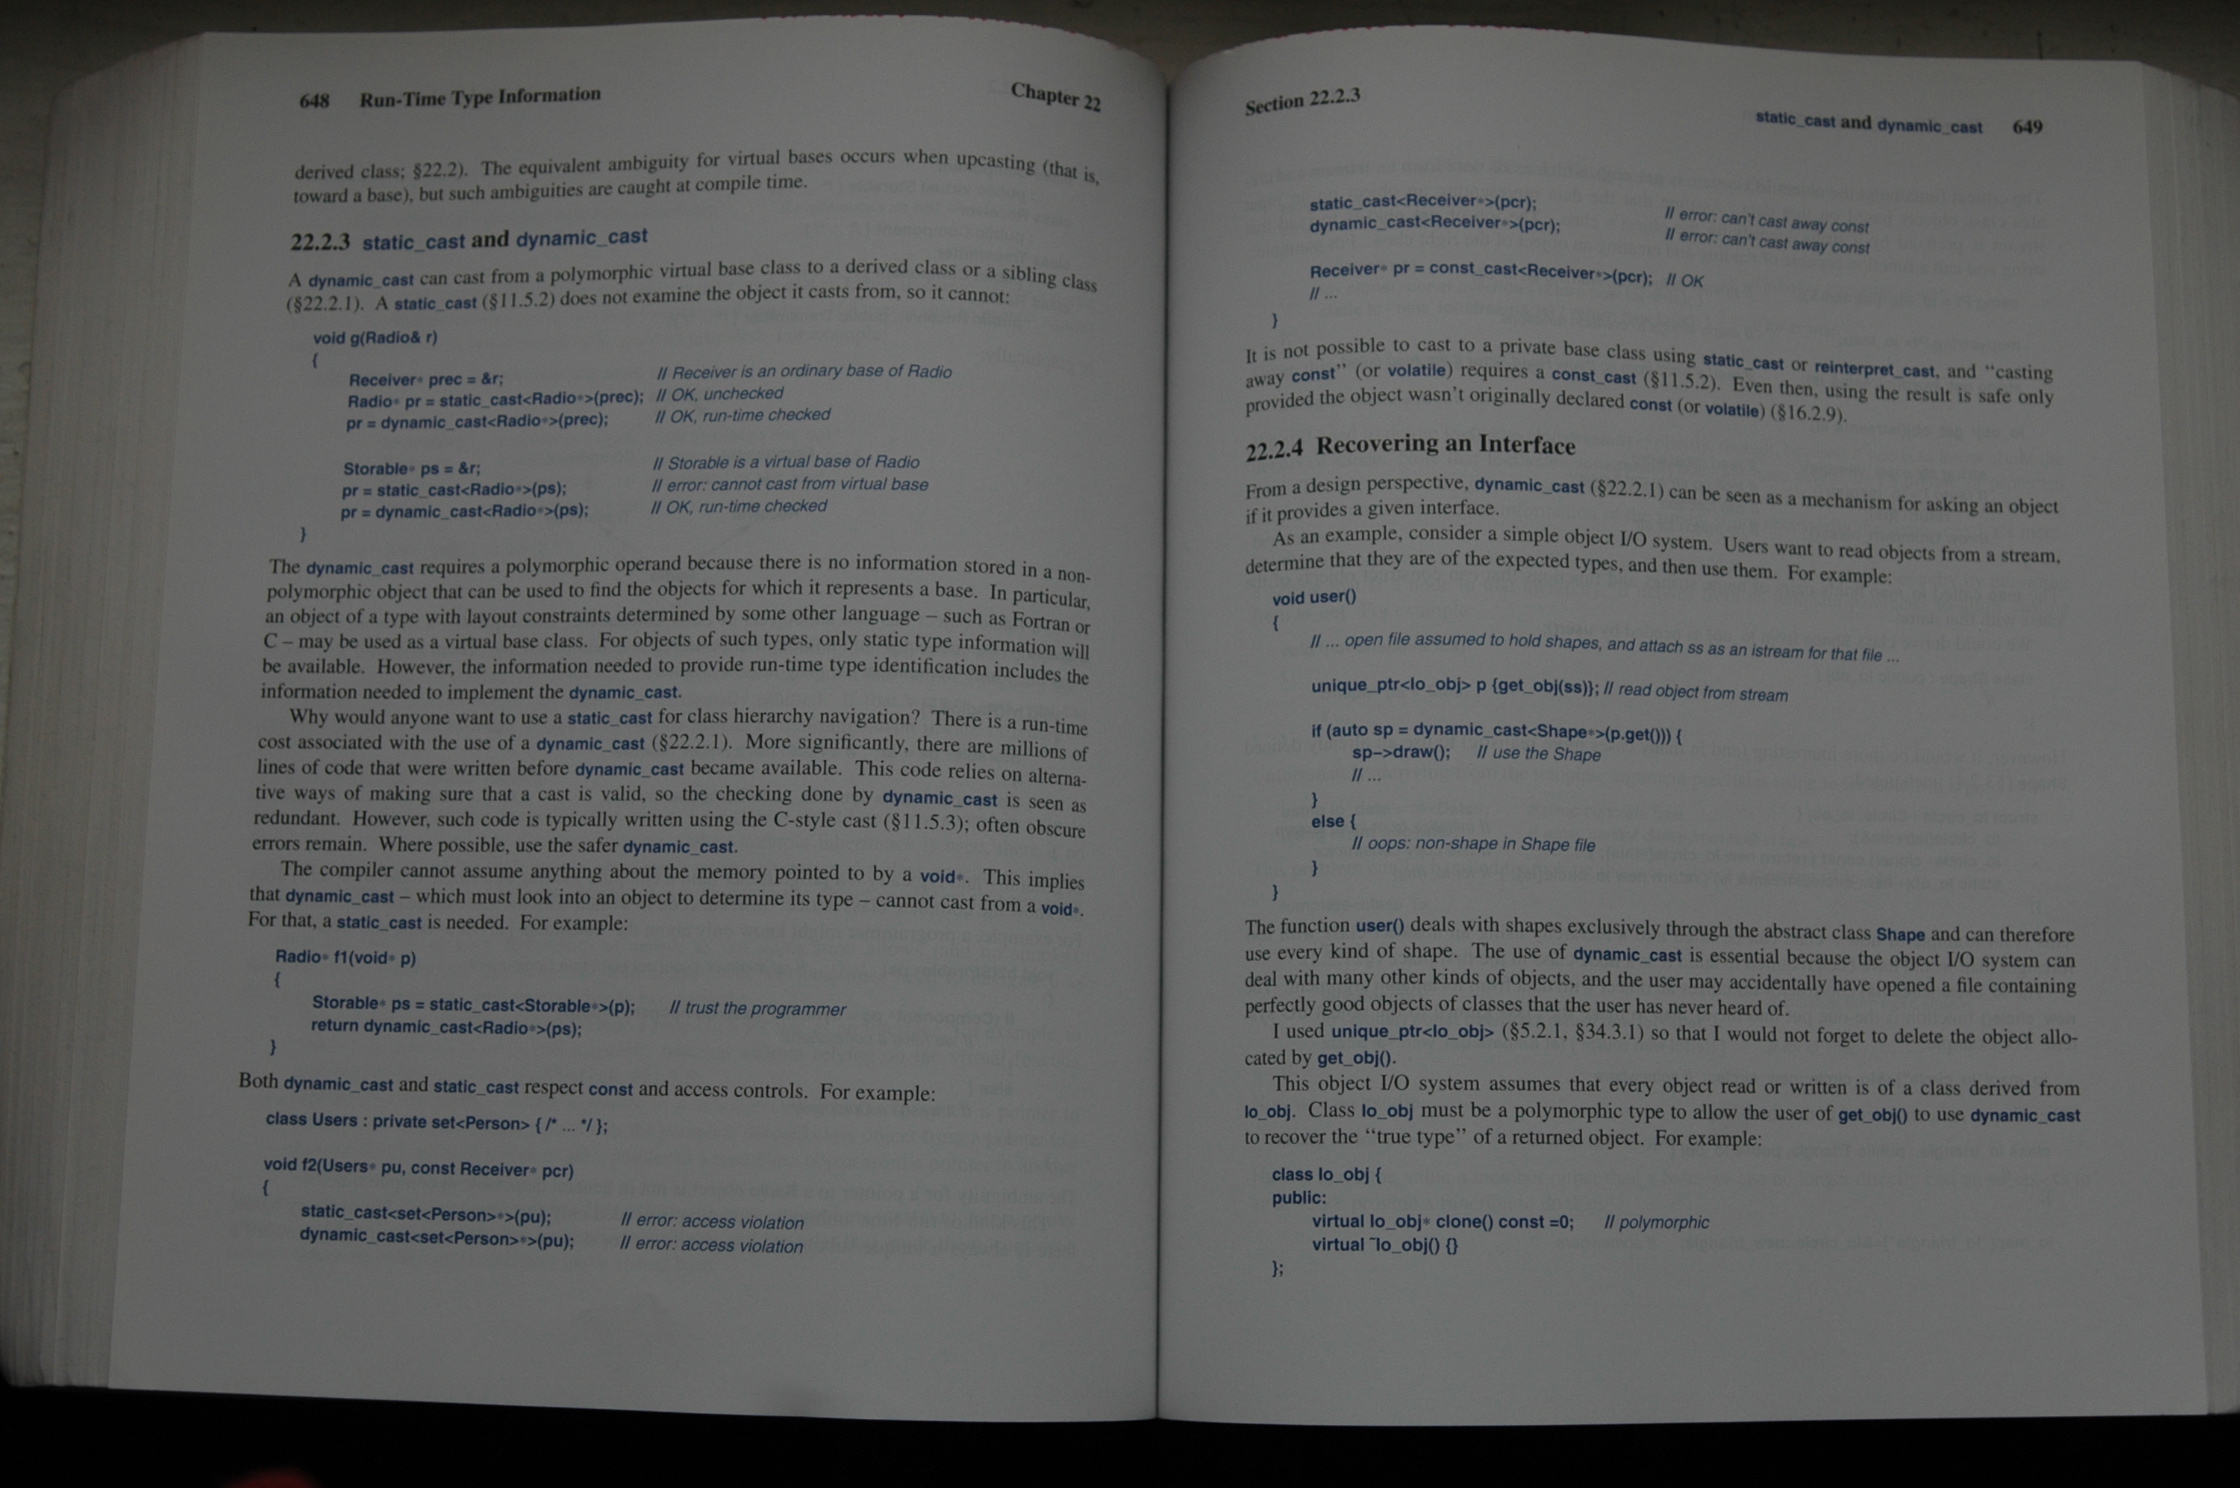 648 Run-Time Type Information Chapter 22
derived class; §22.2). The equivalent ambiguity for virtual bases occurs when upcasting (that is,
toward a base), but such ambiguities are caught at compile time.
22.2.3 static_cast and dynamic_cast
A dynamic_cast can cast from a polymorphic virtual base class to a derived class or a sibling class
(§22.2.1). A static_cast (§11.5.2) does not examine the object it casts from, so it cannot:
void g(Radio& r)
{
Receiver* prec = &r; // Receiver is an ordinary base of Radio
Radio* pr = static_cast<Radio*>(prec); // OK, unchecked
pr = dynamic_cast<Radio*>(prec); // OK, run-time checked
Storable* ps = &r; // Storable is a virtual base of Radio
pr = static_cast<Radio*>(ps); // error: cannot cast from virtual base
pr = dynamic_cast<Radio*>(ps); // OK, run-time checked
}
The dynamic_cast requires a polymorphic operand because there is no information stored in a non-
polymorphic object that can be used to find the objects for which it represents a base. In particular,
an object of a type with layout constraints determined by some other language – such as Fortran or
C – may be used as a virtual base class. For objects of such types, only static type information will
be available. However, the information needed to provide run-time type identification includes the
information needed to implement the dynamic_cast.
Why would anyone want to use a static_cast for class hierarchy navigation? There is a run-time
cost associated with the use of a dynamic_cast (§22.2.1). More significantly, there are millions of
lines of code that were written before dynamic_cast became available. This code relies on alterna-
tive ways of making sure that a cast is valid, so the checking done by dynamic_cast is seen as
redundant. However, such code is typically written using the C-style cast (§11.5.3); often obscure
errors remain. Where possible, use the safer dynamic_cast.
The compiler cannot assume anything about the memory pointed to by a void*. This implies
that dynamic_cast – which must look into an object to determine its type – cannot cast from a void*.
For that, a static_cast is needed. For example:
Radio* f1(void* p)
{
Storable* ps = static_cast<Storable*>(p); // trust the programmer
return dynamic_cast<Radio*>(ps);
}
Both dynamic_cast and static_cast respect const and access controls. For example:
class Users : private set<Person> { /* ... */ };
void f2(Users* pu, const Receiver* pcr)
{
static_cast<set<Person>*>(pu); // error: access violation
dynamic_cast<set<Person>*>(pu); // error: access violation
Section 22.2.3 static_cast and dynamic_cast 649
static_cast<Receiver*>(pcr); // error: can't cast away const
dynamic_cast<Receiver*>(pcr); // error: can't cast away const
Receiver* pr = const_cast<Receiver*>(pcr); // OK
// ...
}
It is not possible to cast to a private base class using static_cast or reinterpret_cast, and "casting
away const" (or volatile) requires a const_cast (§11.5.2). Even then, using the result is safe only
provided the object wasn't originally declared const (or volatile) (§16.2.9).
22.2.4 Recovering an Interface
From a design perspective, dynamic_cast (§22.2.1) can be seen as a mechanism for asking an object
if it provides a given interface.
As an example, consider a simple object I/O system. Users want to read objects from a stream,
determine that they are of the expected types, and then use them. For example:
void user()
{
// ... open file assumed to hold shapes, and attach ss as an istream for that file ...
unique_ptr<Io_obj> p {get_obj(ss)}; // read object from stream
if (auto sp = dynamic_cast<Shape*>(p.get())) {
sp->draw(); // use the Shape
// ...
}
else {
// oops: non-shape in Shape file
}
}
The function user() deals with shapes exclusively through the abstract class Shape and can therefore
use every kind of shape. The use of dynamic_cast is essential because the object I/O system can
deal with many other kinds of objects, and the user may accidentally have opened a file containing
perfectly good objects of classes that the user has never heard of.
I used unique_ptr<Io_obj> (§5.2.1, §34.3.1) so that I would not forget to delete the object allo-
cated by get_obj().
This object I/O system assumes that every object read or written is of a class derived from
Io_obj. Class Io_obj must be a polymorphic type to allow the user of get_obj() to use dynamic_cast
to recover the "true type" of a returned object. For example:
class Io_obj {
public:
virtual Io_obj* clone() const =0; // polymorphic
virtual ~Io_obj() {}
};